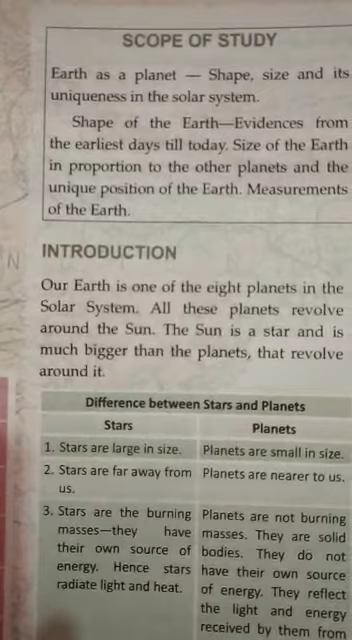 SCOPE OF STUDY
Earth as a planet — Shape, size and its
uniqueness in the solar system.
Shape of the Earth—Evidences from
the earliest days till today. Size of the Earth
in proportion to the other planets and the
unique position of the Earth. Measurements
of the Earth.
N
INTRODUCTION
Our Earth is one of the eight planets in the
Solar System. All these planets revolve
around the Sun. The Sun is a star and is
much bigger than the planets, that revolve
around it.
Difference between Stars and Planets
Stars
Planets
1. Stars are large in size.
Planets are small in size.
2. Stars are far away from
us.
Planets are nearer to us.
3. Stars are the burning
masses—they have
their own source of
energy. Hence stars
radiate light and heat.
Planets are not burning
masses. They are solid
bodies. They do not
have their own source
of energy. They reflect
the light and energy
received by them from